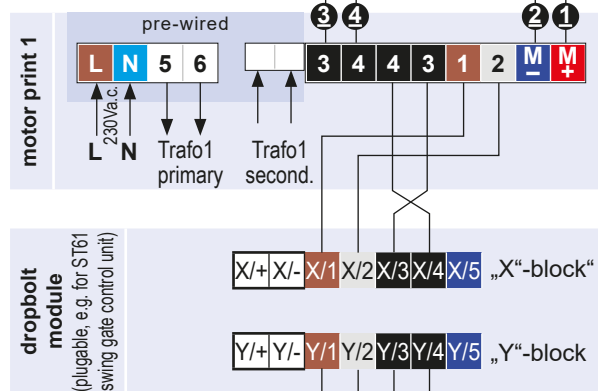 3 4 2 1
pre-wired
motor print 1
L N 5 6 3 4 4 3 1 2 M- M+
230Va.c.
L N Trafo1 primary Trafo1 second.
dropbolt module
(plugable, e.g. for ST61 swing gate control unit)
X/+ X/- X/1 X/2 X/3 X/4 X/5 „X“-block“
Y/+ Y/- Y/1 Y/2 Y/3 Y/4 Y/5 „Y“-block